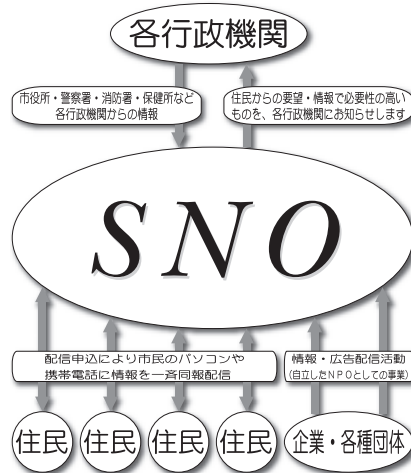 各行政機関
市役所・警察署・消防署・保健所など
各行政機関からの情報
住民からの要望・情報で必要性の高い
ものを、各行政機関にお知らせします
SNO
配信申込により市民のパソコンや
携帯電話に情報を一斉同報配信
情報・広告配信活動
(自立したNPOとしての事業)
住民
住民
住民
住民
企業・各種団体